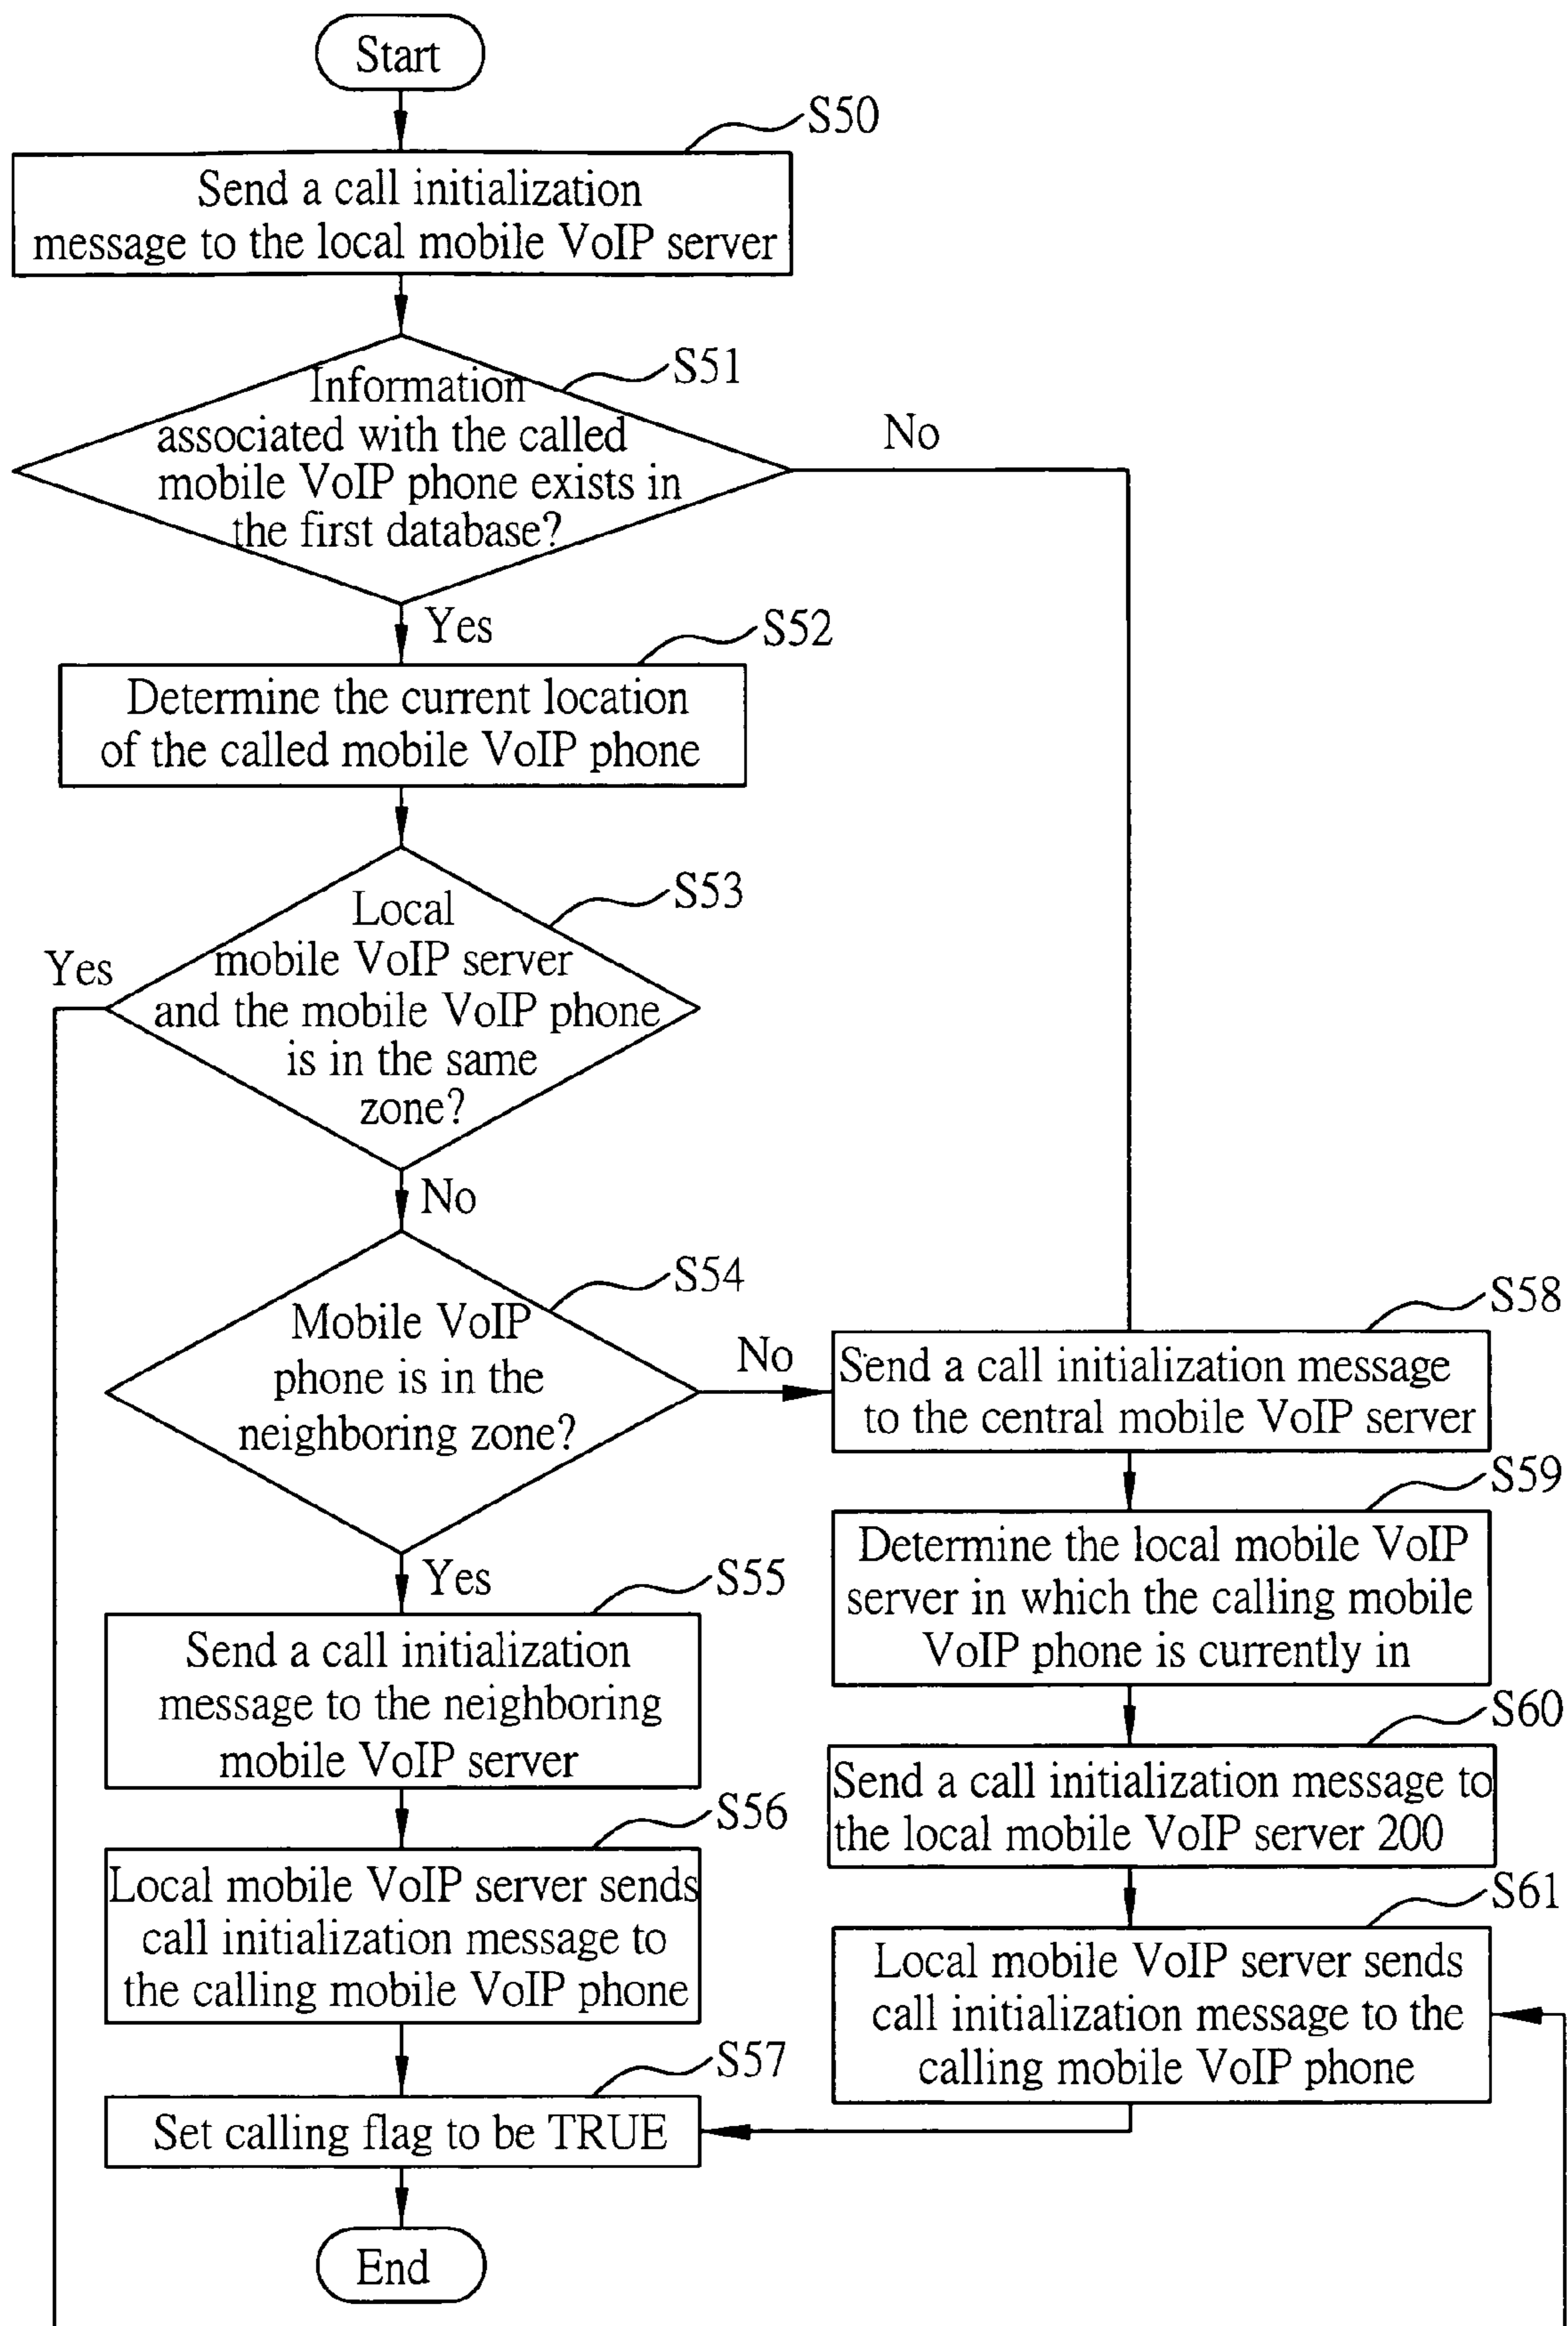 Start
S50
Send a call initialization
message to the local mobile VoIP server
S51
Information
associated with the called
mobile VoIP phone exists in
the first database?
No
Yes
S52
Determine the current location
of the called mobile VoIP phone
S53
Local
mobile VoIP server
and the mobile VoIP phone
is in the same
zone?
Yes
No
S54
Mobile VoIP
phone is in the
neighboring zone?
No
Yes
S55
Send a call initialization
message to the neighboring
mobile VoIP server
S56
Local mobile VoIP server sends
call initialization message to
the calling mobile VoIP phone
S57
Set calling flag to be TRUE
End
S58
Send a call initialization message
to the central mobile VoIP server
S59
Determine the local mobile VoIP
server in which the calling mobile
VoIP phone is currently in
S60
Send a call initialization message to
the local mobile VoIP server 200
S61
Local mobile VoIP server sends
call initialization message to the
calling mobile VoIP phone